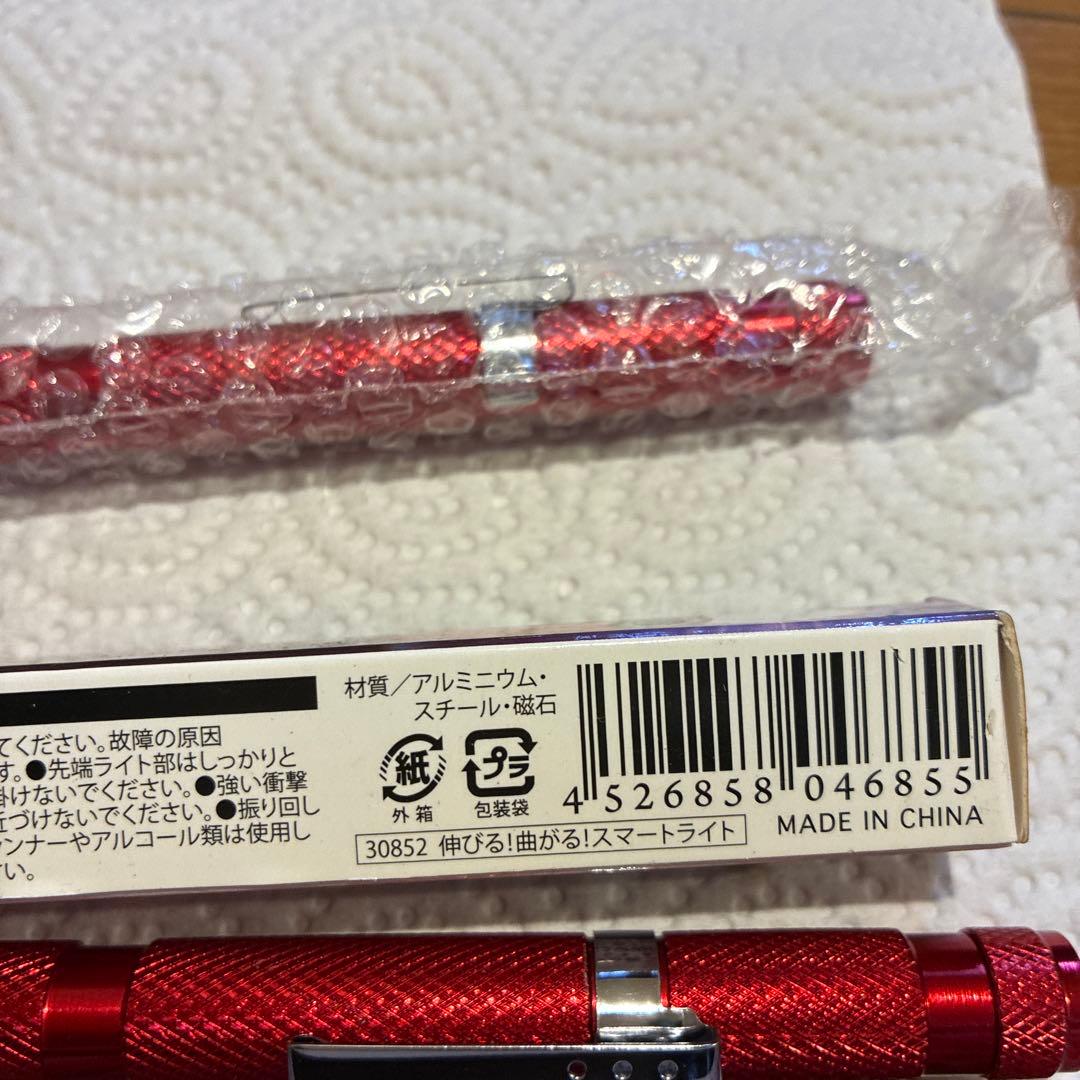 てください。故障の原因
す。●先端ライト部はしっかりと
掛けないでください。●強い衝撃
近づけないでください。●振り回し
ンナーやアルコール類は使用し
さい。
材質／アルミニウム・
スチール・磁石
紙
外箱
プラ
包装袋
30852 伸びる!曲がる!スマートライト
4 526858 046855
MADE IN CHINA